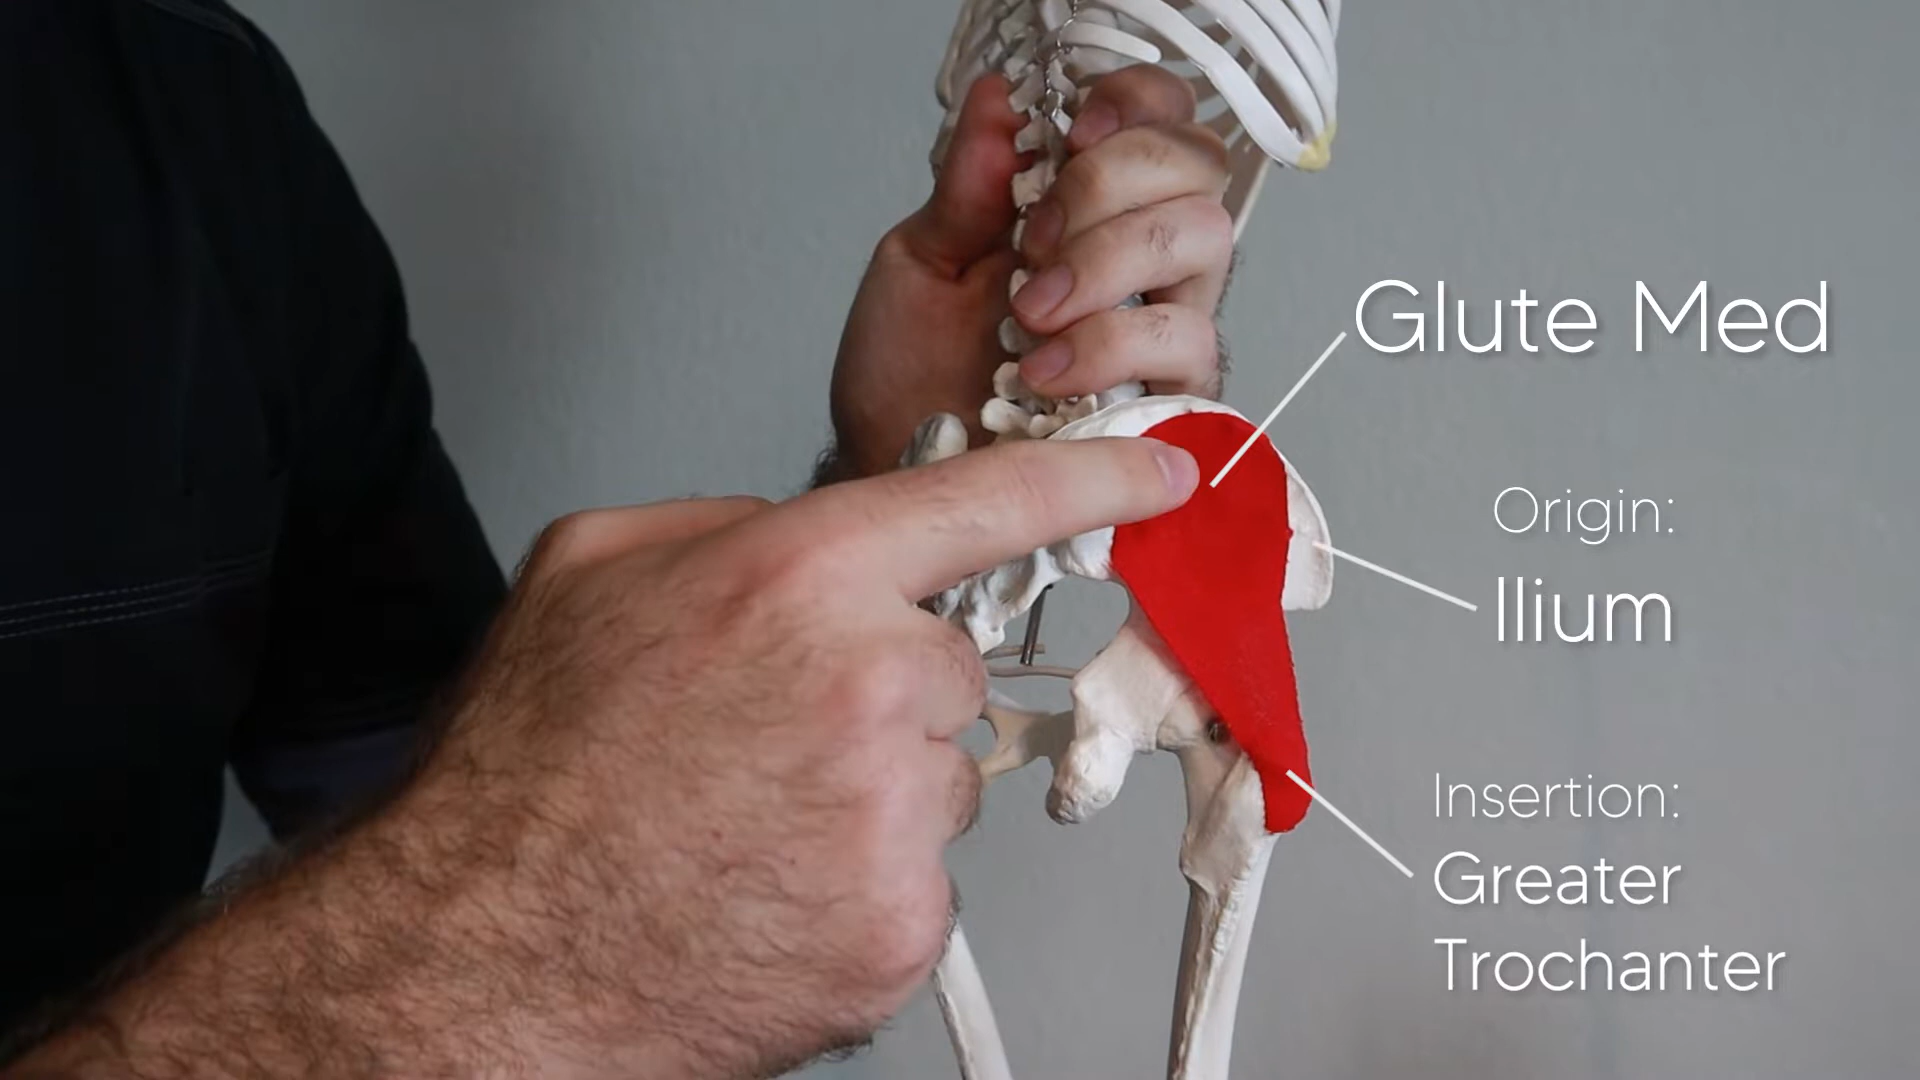 Glute Med
Origin:
Ilium
Insertion:
Greater
Trochanter